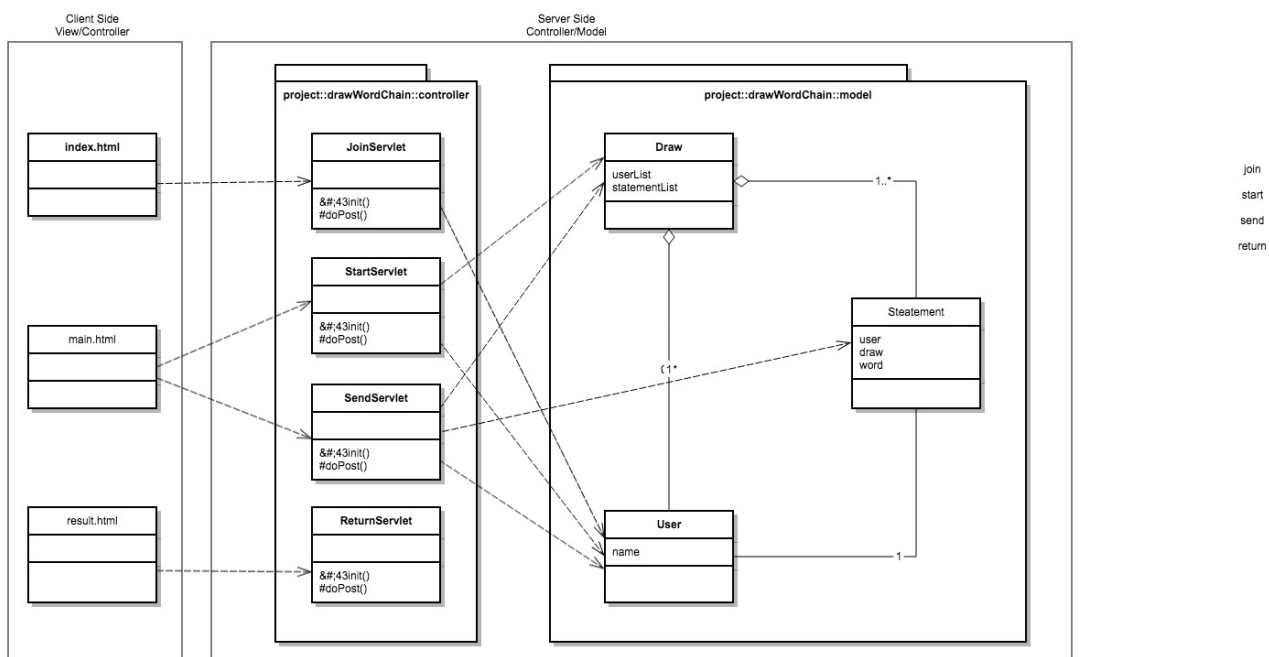 Client Side
View/Controller
Server Side
Controller/Model
project::drawWordChain::controller
project::drawWordChain::model
index.html
main.html
result.html
JoinServlet
&#;43init()
#doPost()
StartServlet
&#;43init()
#doPost()
SendServlet
&#;43init()
#doPost()
ReturnServlet
&#;43init()
#doPost()
Draw
userList
statementList
1..*
Steatement
user
draw
word
1*
User
name
1
join
start
send
return